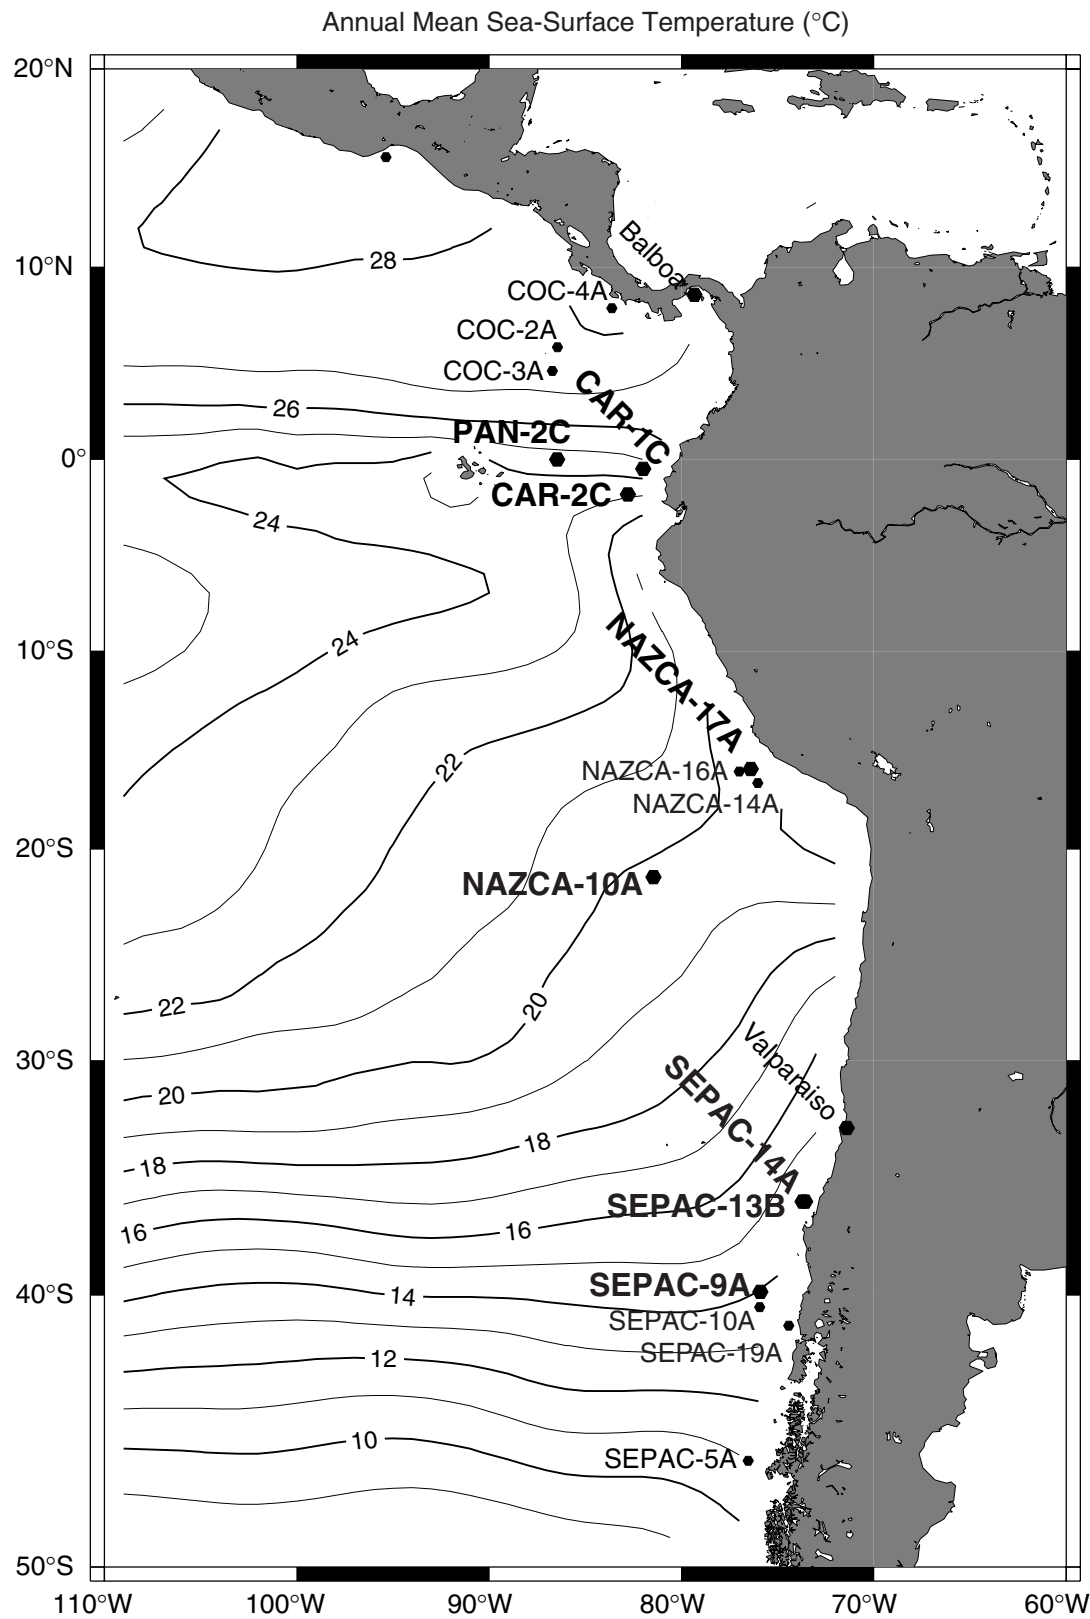 Annual Mean Sea-Surface Temperature (°C)
20°N
Balboa
28
10°N
COC-4A
COC-2A
COC-3A
CAR-1C
26
PAN-2C
0°
CAR-2C
24
24
10°S
NAZCA-17A
22
NAZCA-16A
NAZCA-14A
20°S
NAZCA-10A
22
20
30°S
Valparaiso
20
SEPAC-14A
18
18
SEPAC-13B
16
16
SEPAC-9A
40°S
14
SEPAC-10A
SEPAC-19A
12
10
SEPAC-5A
50°S
110°W 100°W 90°W 80°W 70°W 60°W